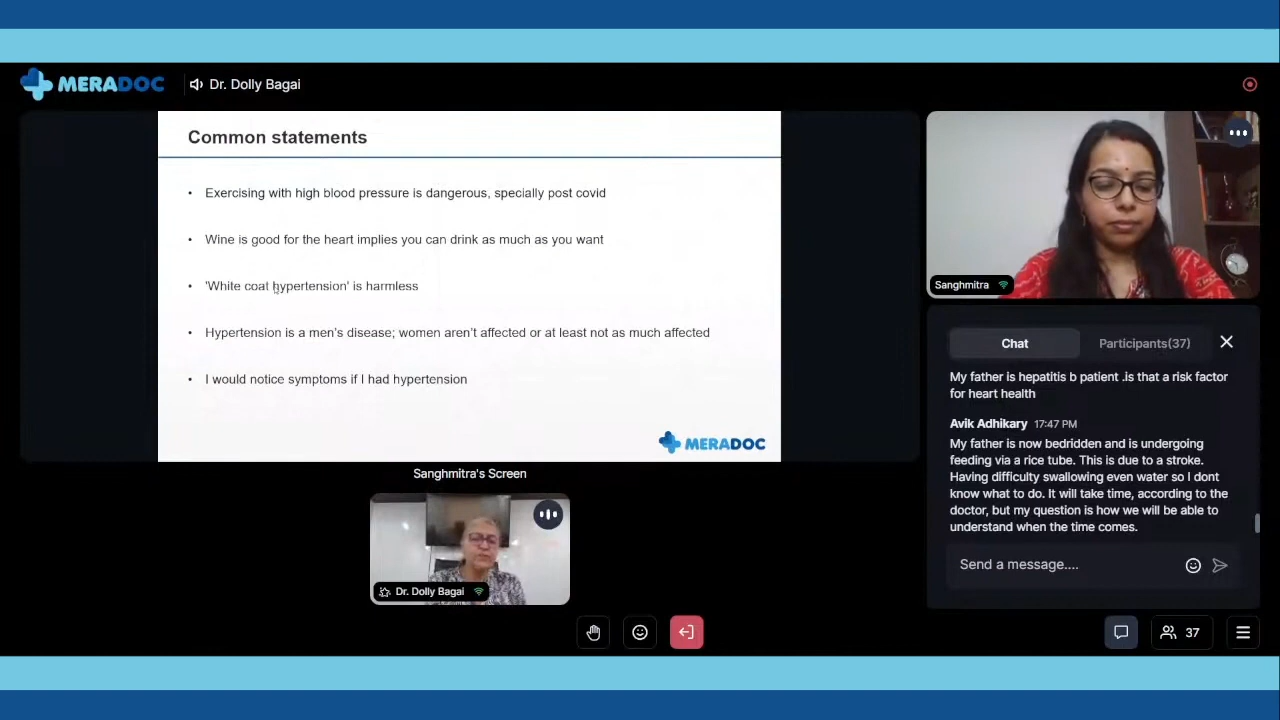 MERADOC
Dr. Dolly Bagai
Common statements
• Exercising with high blood pressure is dangerous, specially post covid
• Wine is good for the heart implies you can drink as much as you want
• 'White coat hypertension' is harmless
• Hypertension is a men's disease; women aren't affected or at least not as much affected
• I would notice symptoms if I had hypertension
MERADOC
Sanghmitra's Screen
Dr. Dolly Bagai
Sanghmitra
Chat
Participants(37)
My father is hepatitis b patient .is that a risk factor
for heart health
Avik Adhikary 17:47 PM
My father is now bedridden and is undergoing
feeding via a rice tube. This is due to a stroke.
Having difficulty swallowing even water so I dont
know what to do. It will take time, according to the
doctor, but my question is how we will be able to
understand when the time comes.
Send a message....
37